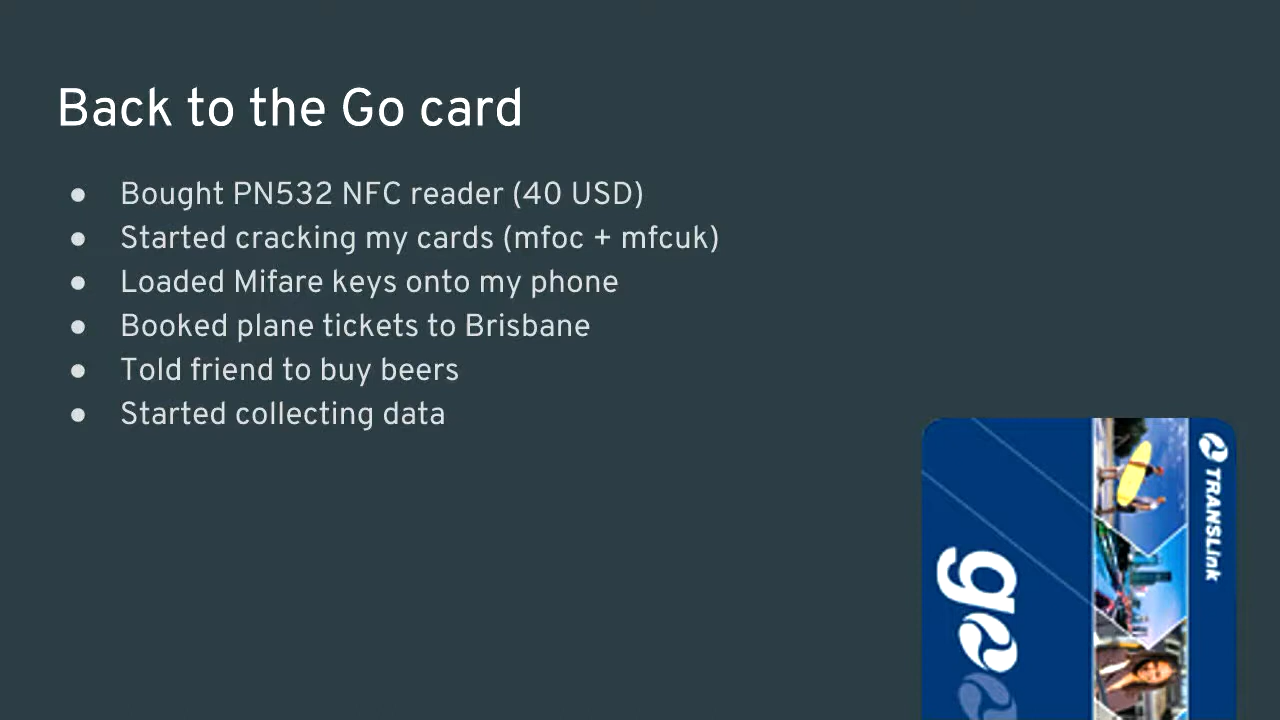 Back to the Go card
● Bought PN532 NFC reader (40 USD)
● Started cracking my cards (mfoc + mfcuk)
● Loaded Mifare keys onto my phone
● Booked plane tickets to Brisbane
● Told friend to buy beers
● Started collecting data
TRANSLink
go